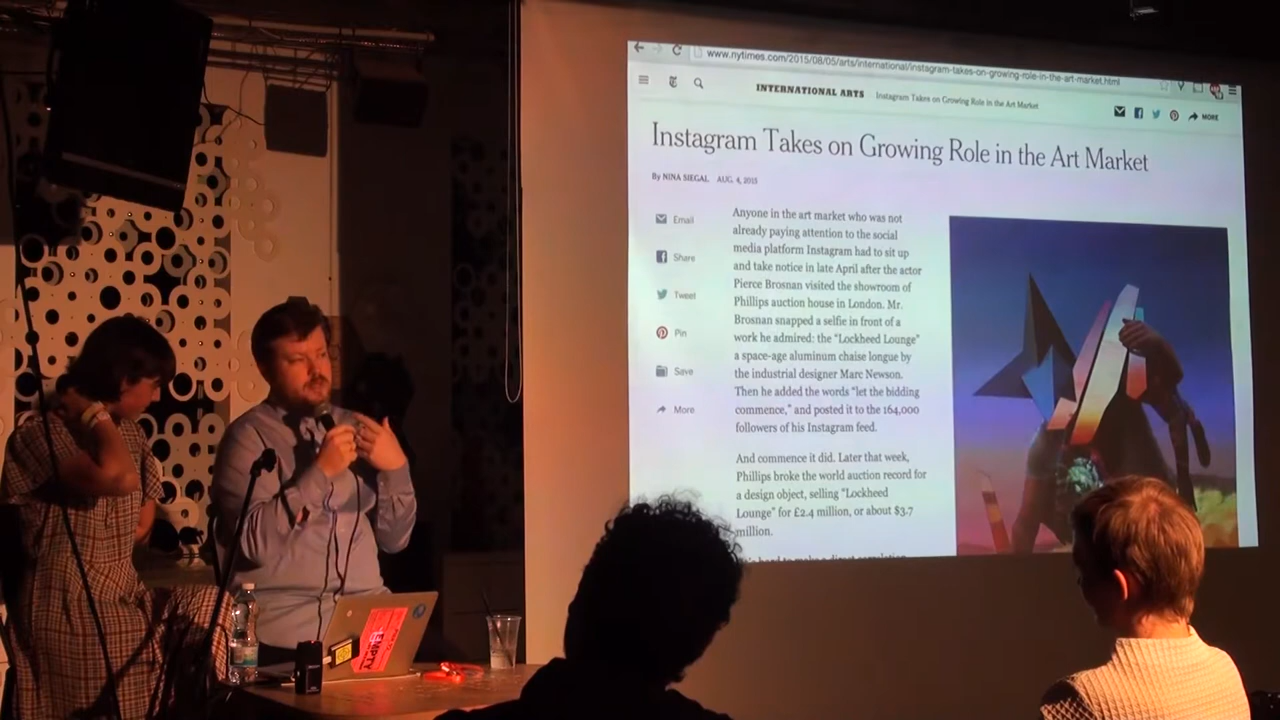 www.nytimes.com/2015/08/05/arts/international/instagram-takes-on-growing-role-in-the-art-market.html
INTERNATIONAL ARTS Instagram Takes on Growing Role in the Art Market
MORE
Instagram Takes on Growing Role in the Art Market
By NINA SIEGAL AUG. 4, 2015
Email
Share
Tweet
Pin
Save
More
Anyone in the art market who was not
already paying attention to the social
media platform Instagram had to sit up
and take notice in late April after the actor
Pierce Brosnan visited the showroom of
Phillips auction house in London. Mr.
Brosnan snapped a selfie in front of a
work he admired: the “Lockheed Lounge”
a space-age aluminum chaise longue by
the industrial designer Marc Newson.
Then he added the words “let the bidding
commence,” and posted it to the 164,000
followers of his Instagram feed.
And commence it did. Later that week,
Phillips broke the world auction record for
a design object, selling “Lockheed
Lounge” for £2.4 million, or about $3.7
million.
EMPTY